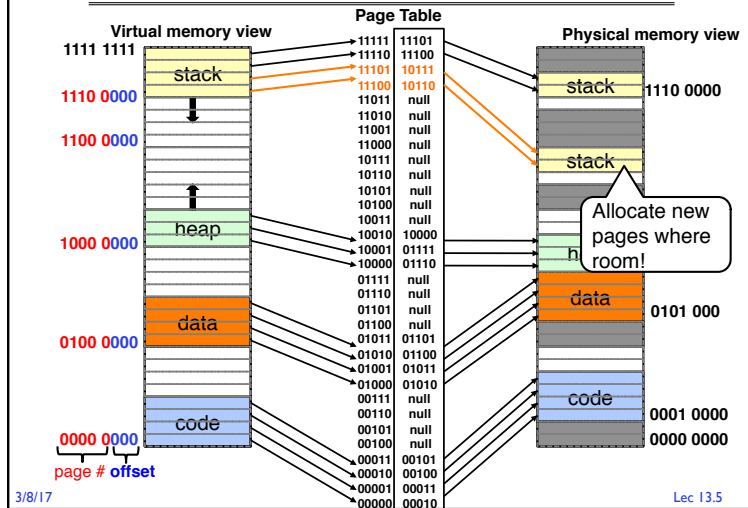 Page Table
Virtual memory view
Physical memory view
1111 1111
stack
1110 0000
1100 0000
heap
1000 0000
data
0100 0000
code
0000 0000
page # offset
11111 11101
11110 11100
11101 10111
11100 10110
11011 null
11010 null
11001 null
11000 null
10111 null
10110 null
10101 null
10100 null
10011 null
10010 10000
10001 01111
10000 01110
01111 null
01110 null
01101 null
01100 null
01011 01101
01010 01100
01001 01011
01000 01010
00111 null
00110 null
00101 null
00100 null
00011 00101
00010 00100
00001 00011
00000 00010
stack
1110 0000
stack
Allocate new
pages where
room!
data
0101 000
code
0001 0000
0000 0000
3/8/17
Lec 13.5